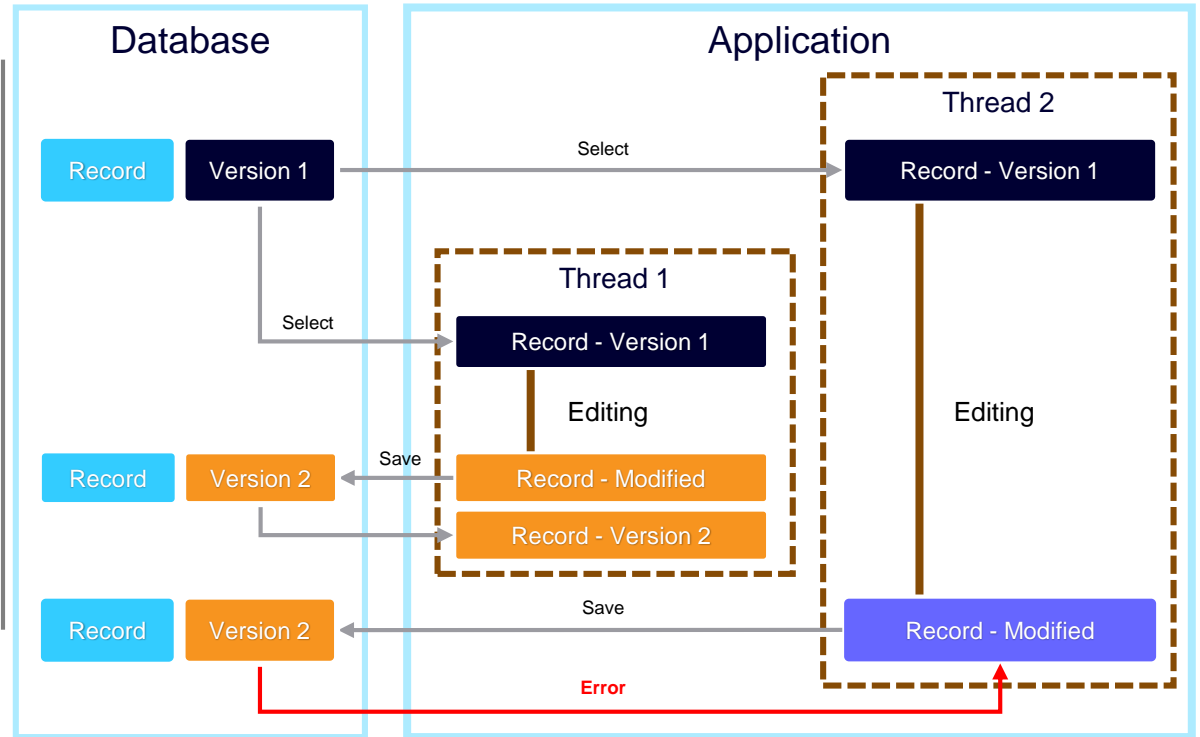 Database
Application
Thread 2
Record
Version 1
Select
Record - Version 1
Thread 1
Select
Record - Version 1
Editing
Editing
Record
Version 2
Save
Record - Modified
Record - Version 2
Record
Version 2
Save
Record - Modified
Error